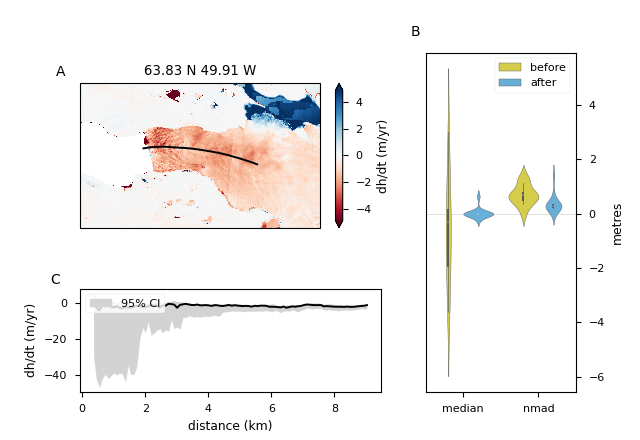 B
A
63.83 N 49.91 W
before
after
4
2
0
−2
−4
dh/dt (m/yr)
4
2
0
−2
−4
−6
metres
median
nmad
C
95% CI
0
−20
−40
dh/dt (m/yr)
0
2
4
6
8
distance (km)